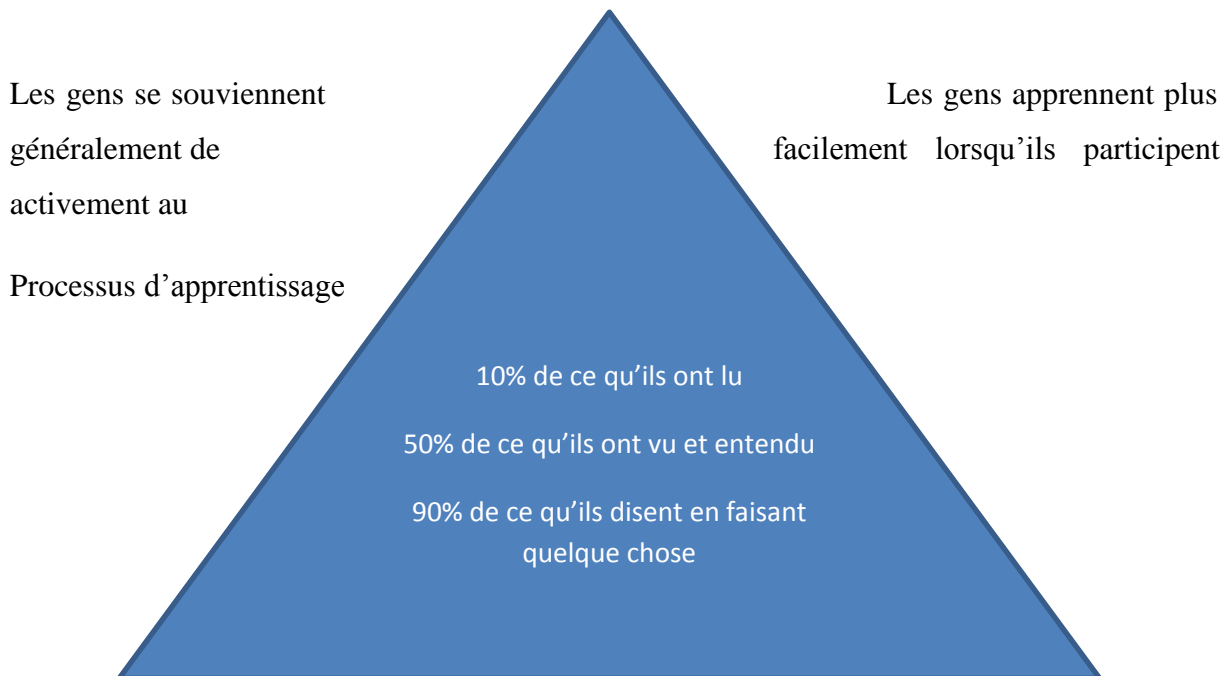 Les gens se souviennent
généralement de
activement au
Processus d’apprentissage
Les gens apprennent plus
facilement lorsqu'ils participent
10% de ce qu’ils ont lu
50% de ce qu’ils ont vu et entendu
90% de ce qu’ils disent en faisant
quelque chose